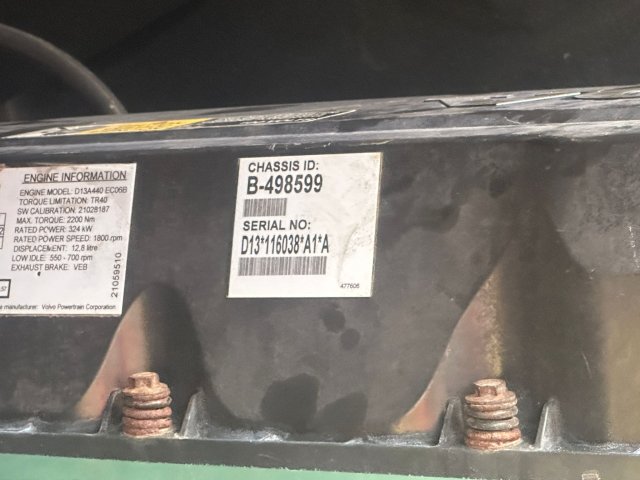 ENGINE INFORMATION
ENGINE MODEL: D13A440 EC06B
TORQUE LIMITATION: TR40
SW CALIBRATION: 21028187
MAX. TORQUE: 2200 Nm
RATED POWER: 324 kW
RATED POWER SPEED: 1800 rpm
DISPLACEMENT: 12,8 litre
LOW IDLE: 550 - 700 rpm
EXHAUST BRAKE: VEB
21059510
manufacturer: Volvo Powertrain Corporation
CHASSIS ID:
B-498599
SERIAL NO:
D13*116038*A1*A
477606